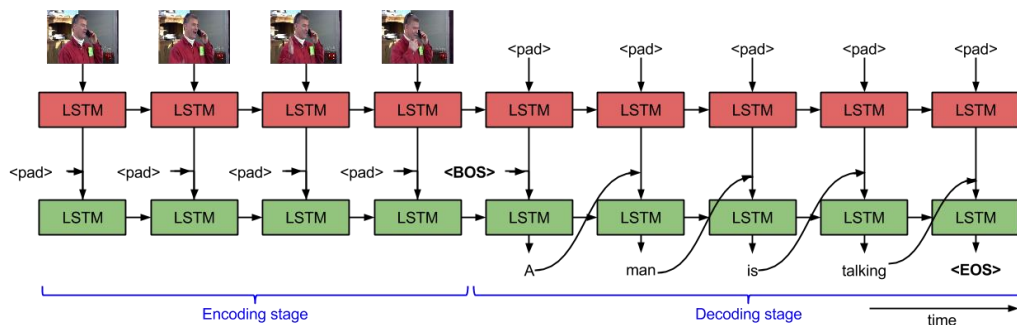 <pad> <pad> <pad> <pad> <pad>
LSTM LSTM LSTM LSTM LSTM LSTM LSTM LSTM LSTM
<pad> <pad> <pad> <pad> <BOS>
LSTM LSTM LSTM LSTM LSTM LSTM LSTM LSTM LSTM
A man is talking <EOS>
Encoding stage Decoding stage time